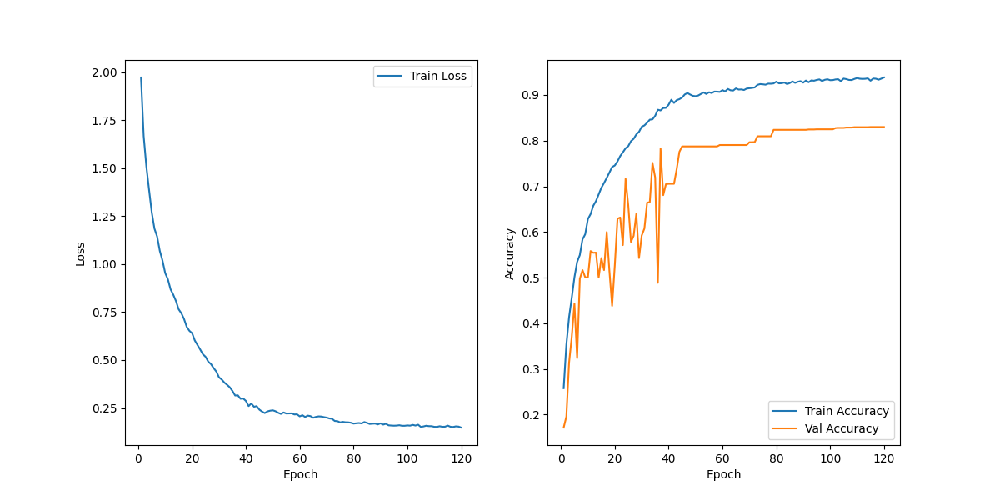 2.00
1.75
1.50
1.25
1.00
0.75
0.50
0.25
Loss
0 20 40 60 80 100 120
Epoch
Train Loss
0.9
0.8
0.7
0.6
0.5
0.4
0.3
0.2
Accuracy
0 20 40 60 80 100 120
Epoch
Train Accuracy
Val Accuracy